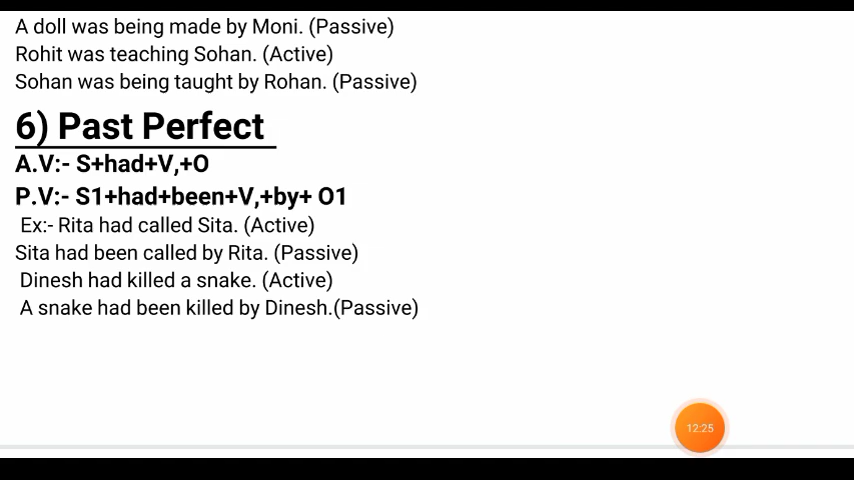 A doll was being made by Moni. (Passive)
Rohit was teaching Sohan. (Active)
Sohan was being taught by Rohan. (Passive)
6) Past Perfect
A.V:- S+had+V,+O
P.V:- S1+had+been+V,+by+ O1
Ex:- Rita had called Sita. (Active)
Sita had been called by Rita. (Passive)
Dinesh had killed a snake. (Active)
A snake had been killed by Dinesh.(Passive)
12:25